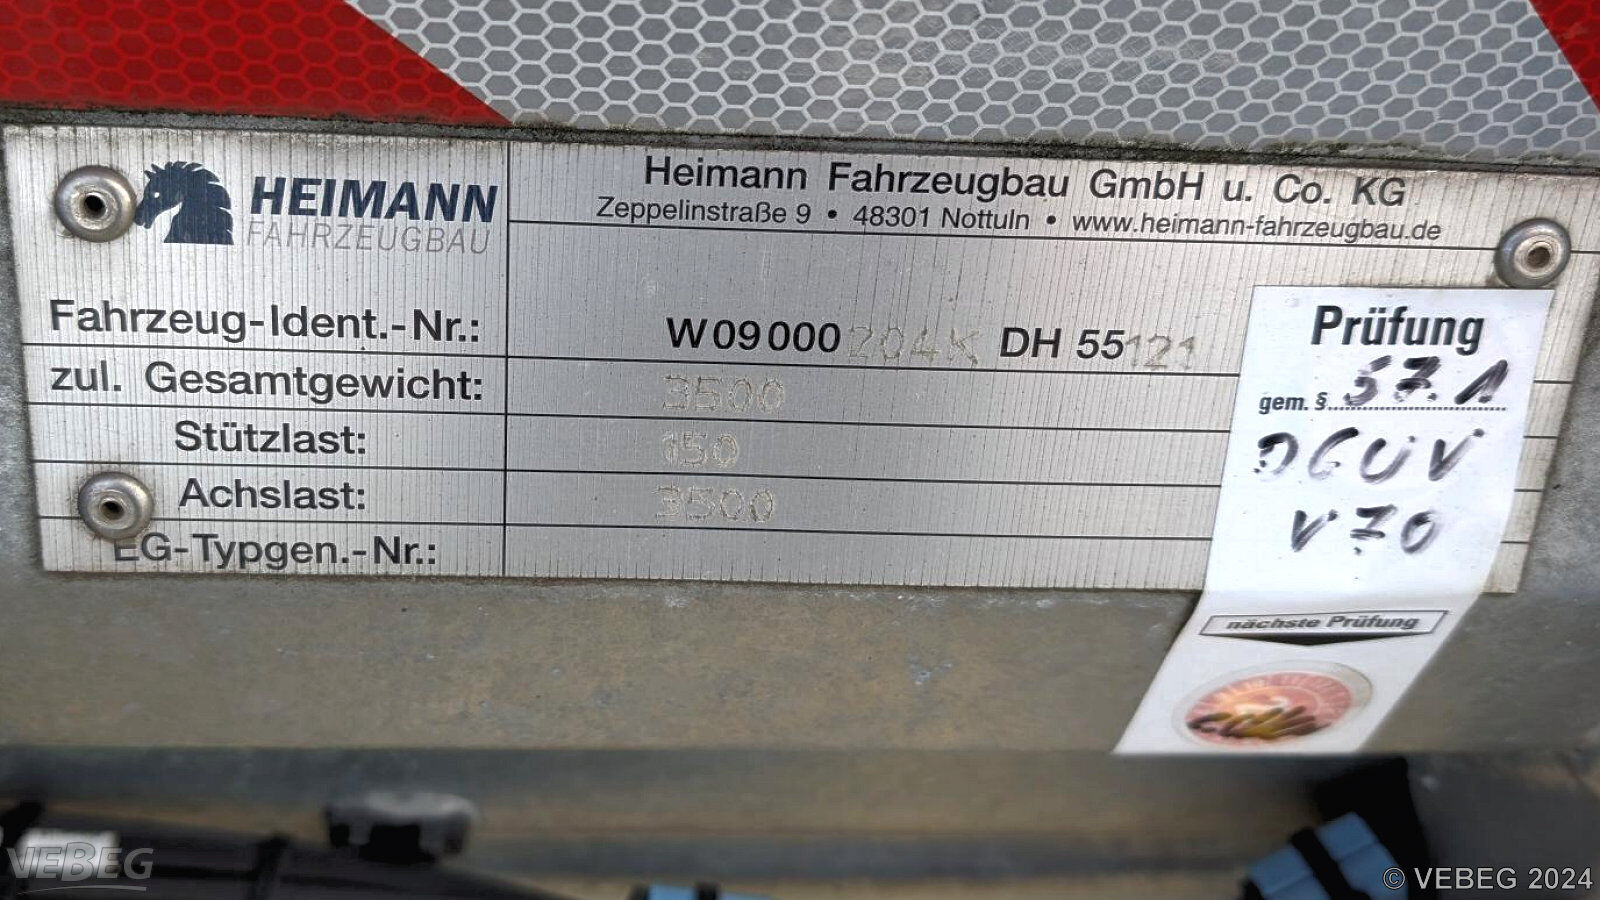 HEIMANN
FAHRZEUGBAU
Heimann Fahrzeugbau GmbH u. Co. KG
Zeppelinstraße 9 • 48301 Nottuln • www.heimann-fahrzeugbau.de
Fahrzeug-Ident.-Nr.: W09000204K DH 55121
zul. Gesamtgewicht: 3500
Stützlast: 150
Achslast: 3500
EG-Typgen.-Nr.:
Prüfung
gem. § 57.1
DGUV
V70
nächste Prüfung
VEBEG
© VEBEG 2024